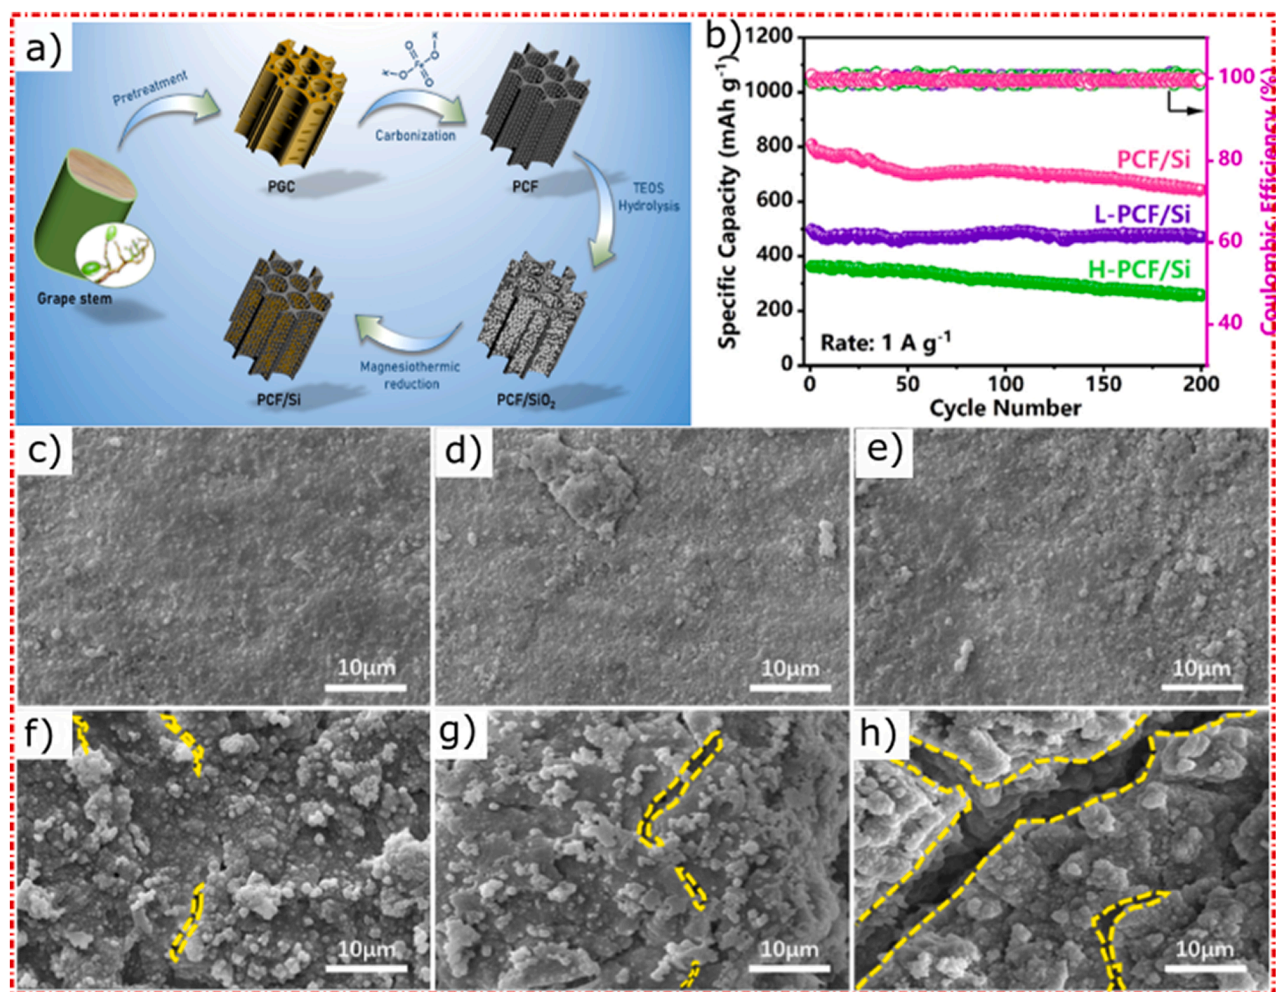 a)
Pretreatment
PGC
K
O
O
Fe
O
K
O
Carbonization
PCF
TEOS
Hydrolysis
Grape stem
PCF/Si
Magnesiothermic
reduction
PCF/SiO₂
b)
Specific Capacity (mAh g⁻¹)
1200
1000
800
600
400
200
0
PCF/Si
L-PCF/Si
H-PCF/Si
Rate: 1 A g⁻¹
0
50
100
150
200
Cycle Number
100
80
60
40
Coulombic Efficiency (%)
c)
10μm
d)
10μm
e)
10μm
f)
10μm
g)
10μm
h)
10μm